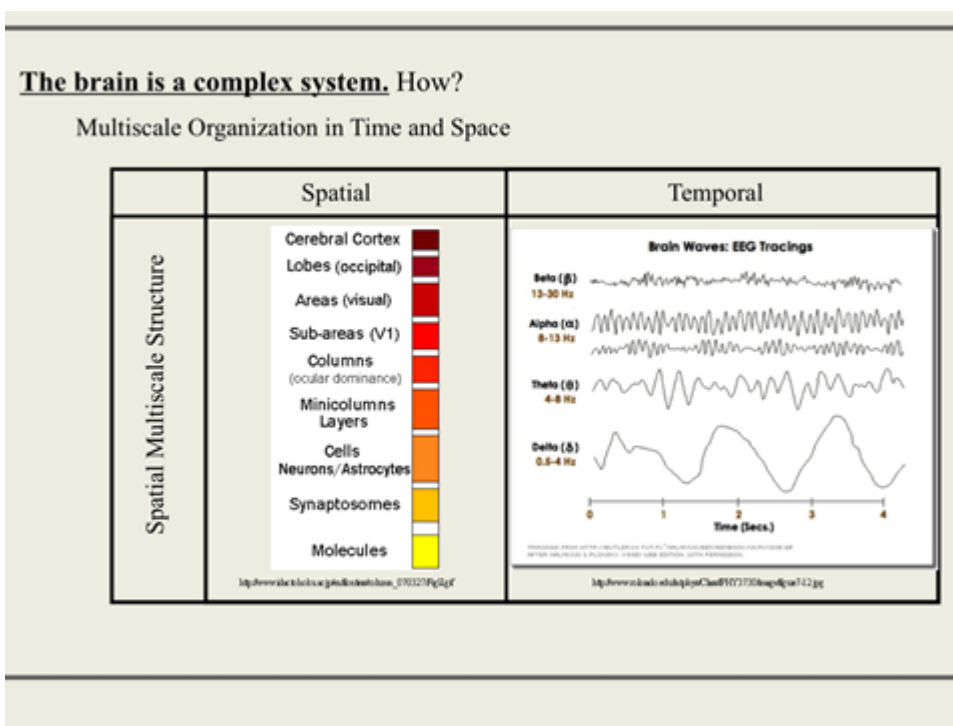 The brain is a complex system. How?
Multiscale Organization in Time and Space
Spatial
Temporal
Spatial Multiscale Structure
Cerebral Cortex
Lobes (occipital)
Areas (visual)
Sub-areas (V1)
Columns
(ocular dominance)
Minicolumns
Layers
Cells
Neurons/Astrocytes
Synaptosomes
Molecules
Brain Waves: EEG Tracings
Beta (β)
13-30 Hz
Alpha (α)
8-13 Hz
Theta (θ)
4-8 Hz
Delta (δ)
0.5-4 Hz
0 1 2 3 4
Time (Secs.)